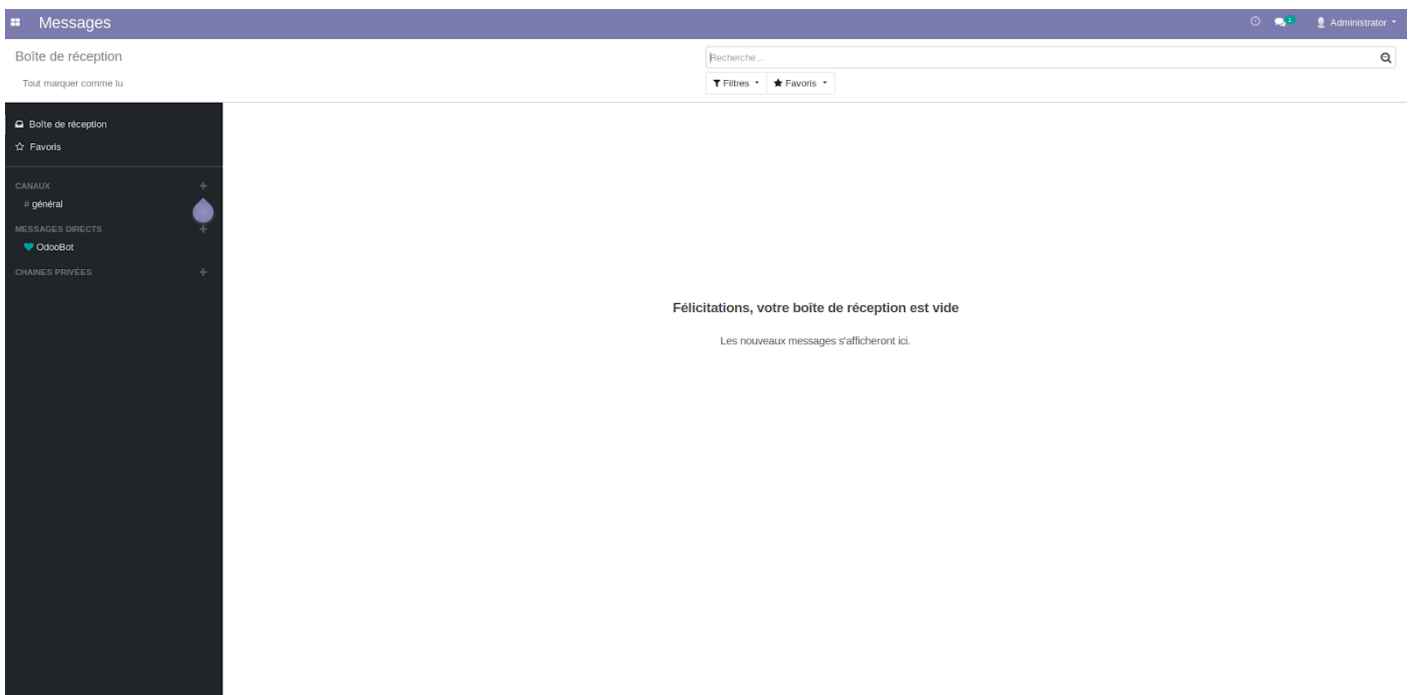 Messages
1
Administrator
Boîte de réception
Recherche...
Tout marquer comme lu
Filtres
Favoris
Boîte de réception
Favoris
CANAUX
# général
MESSAGES DIRECTS
OdooBot
CHAINES PRIVÉES
Félicitations, votre boîte de réception est vide
Les nouveaux messages s'afficheront ici.